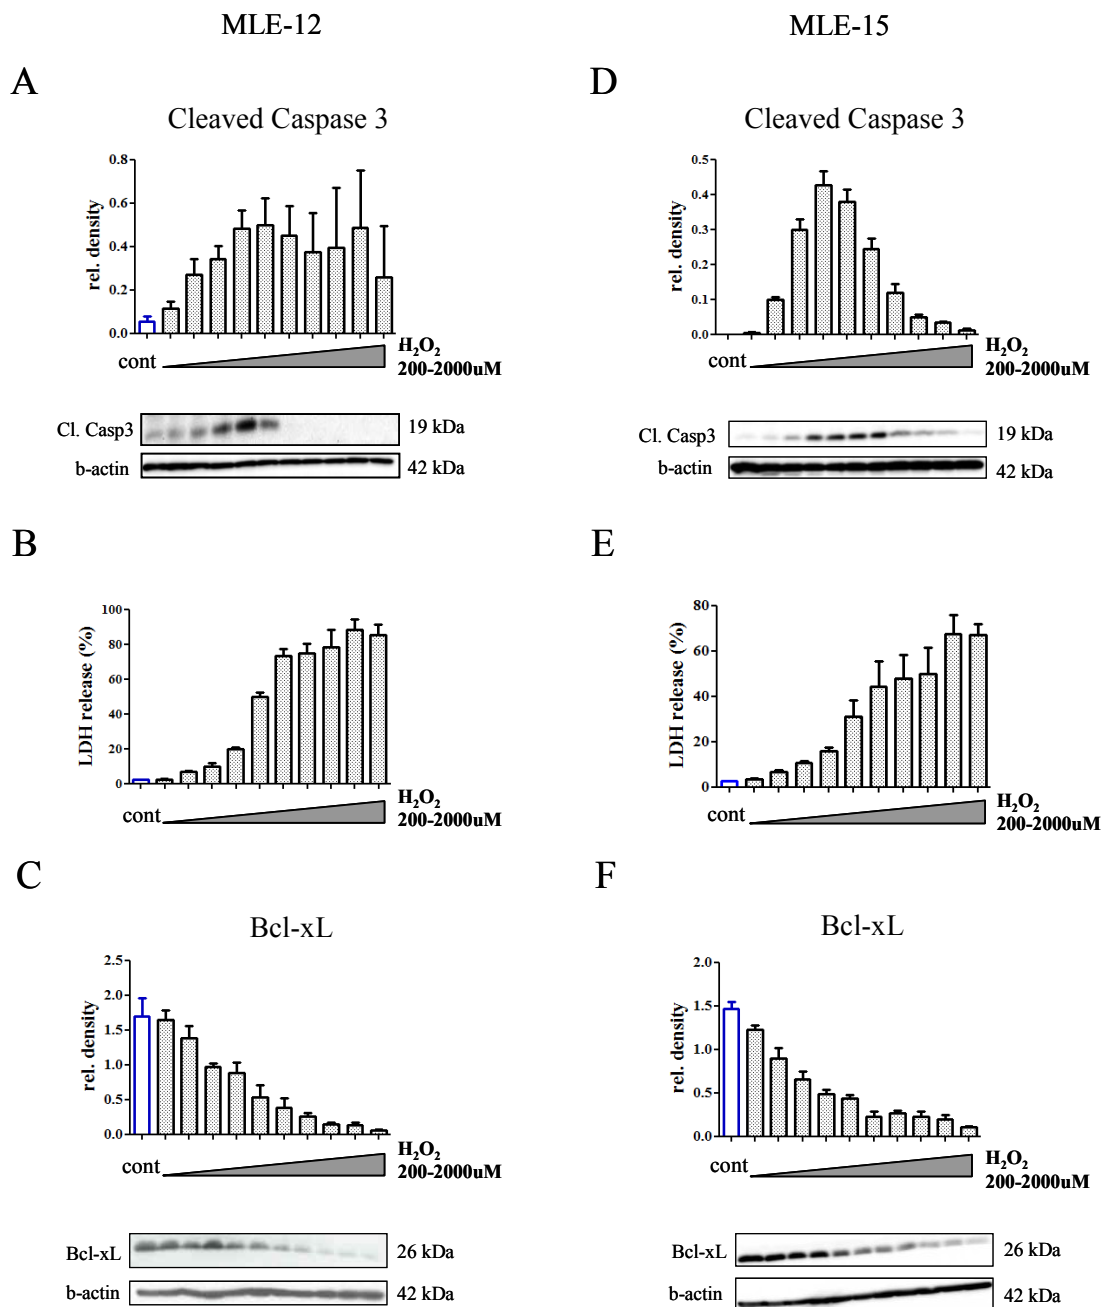 MLE-12
MLE-15
A
Cleaved Caspase 3
rel. density
0.8
0.6
0.4
0.2
0.0
cont
H₂O₂
200-2000uM
Cl. Casp3
19 kDa
b-actin
42 kDa
D
Cleaved Caspase 3
rel. density
0.5
0.4
0.3
0.2
0.1
0.0
cont
H₂O₂
200-2000uM
Cl. Casp3
19 kDa
b-actin
42 kDa
B
LDH release (%)
100
80
60
40
20
0
cont
H₂O₂
200-2000uM
E
LDH release (%)
80
60
40
20
0
cont
H₂O₂
200-2000uM
C
Bcl-xL
rel. density
2.5
2.0
1.5
1.0
0.5
0.0
cont
H₂O₂
200-2000uM
Bcl-xL
26 kDa
b-actin
42 kDa
F
Bcl-xL
rel. density
2.0
1.5
1.0
0.5
0.0
cont
H₂O₂
200-2000uM
Bcl-xL
26 kDa
b-actin
42 kDa